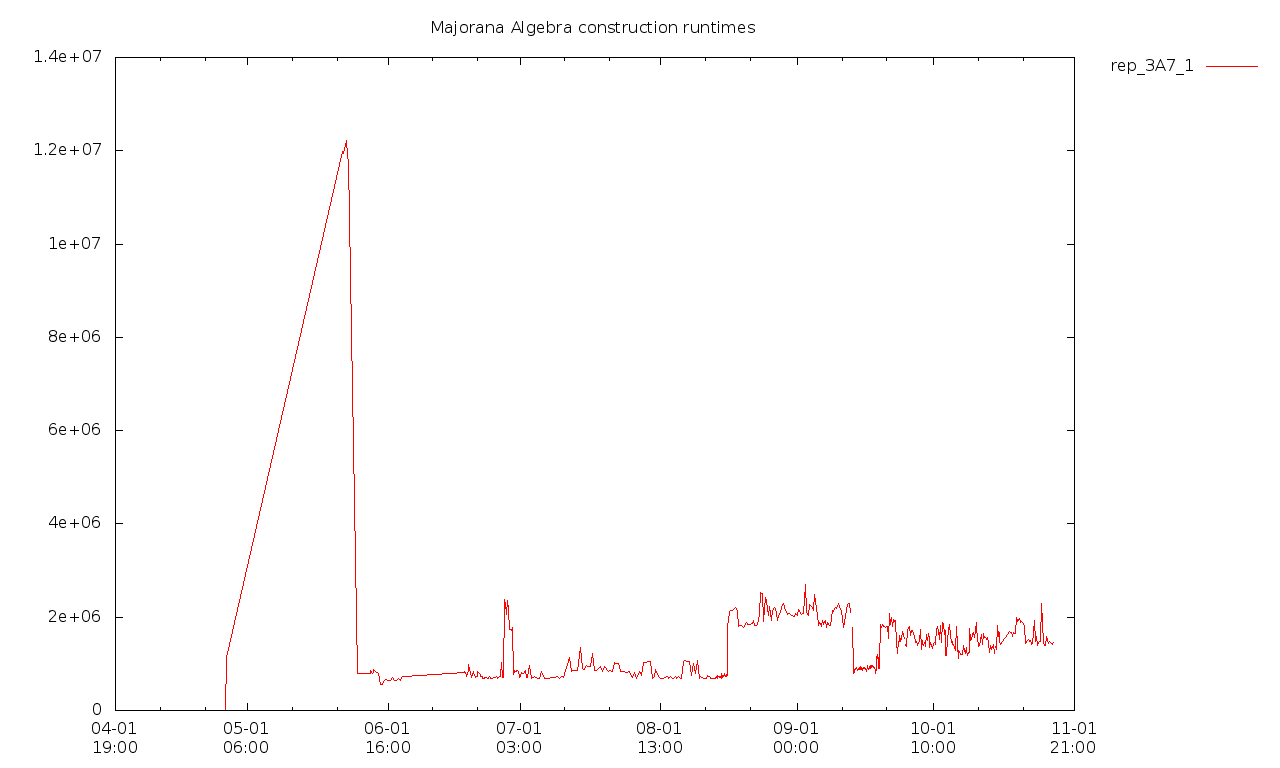 Majorana Algebra construction runtimes
rep_3A7_1
1.4e+07
1.2e+07
1e+07
8e+06
6e+06
4e+06
2e+06
0
04-01 05-01 06-01 07-01 08-01 09-01 10-01 11-01
19:00 06:00 16:00 03:00 13:00 00:00 10:00 21:00